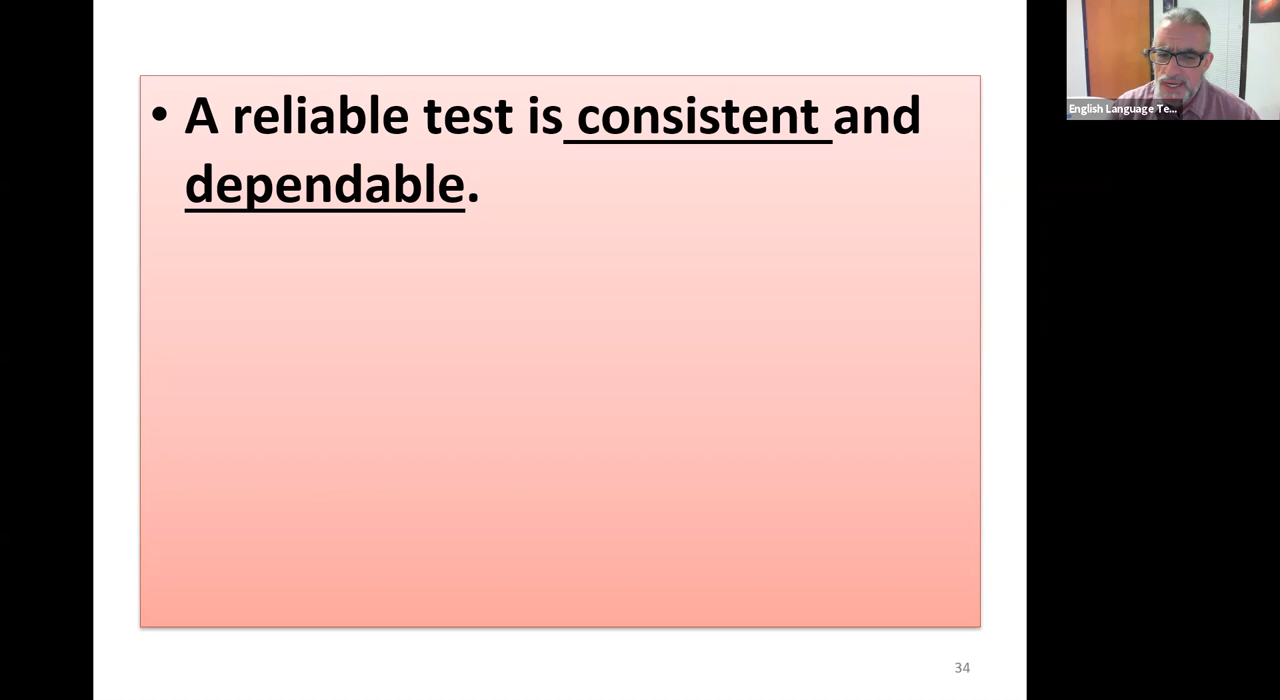 • A reliable test is consistent and
dependable.
English Language Te...
34